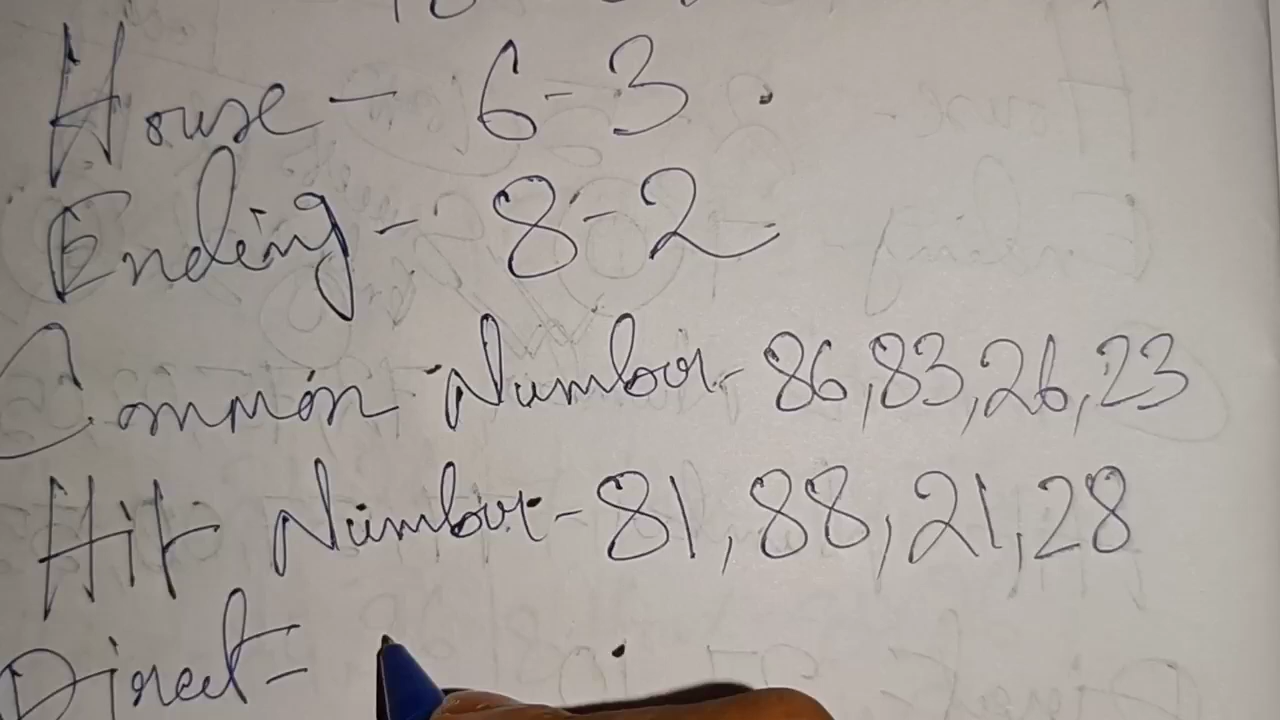 House - 6-3
Ending - 8-2
Common Number - 86,83,26,23
Hit Number - 81,88,21,28
Direct -